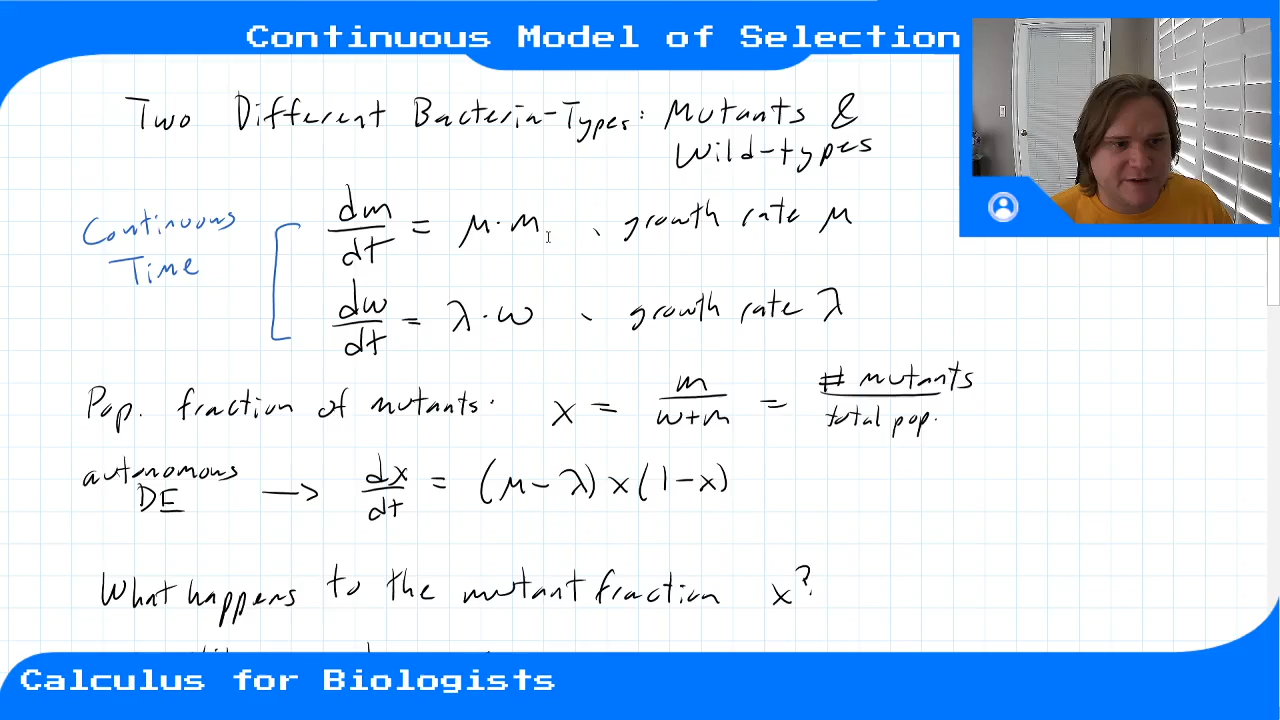 Continuous Model of Selection
Two Different Bacteria-Types: Mutants &
Wild-types
Continuous
Time
dm/dt = μ·m, growth rate μ
dw/dt = λ·w, growth rate λ
Pop. fraction of mutants: x = m/(w+m) = # mutants/total pop.
autonomous
DE → dx/dt = (μ-λ) x(1-x)
What happens to the mutant fraction x?
Calculus for Biologists